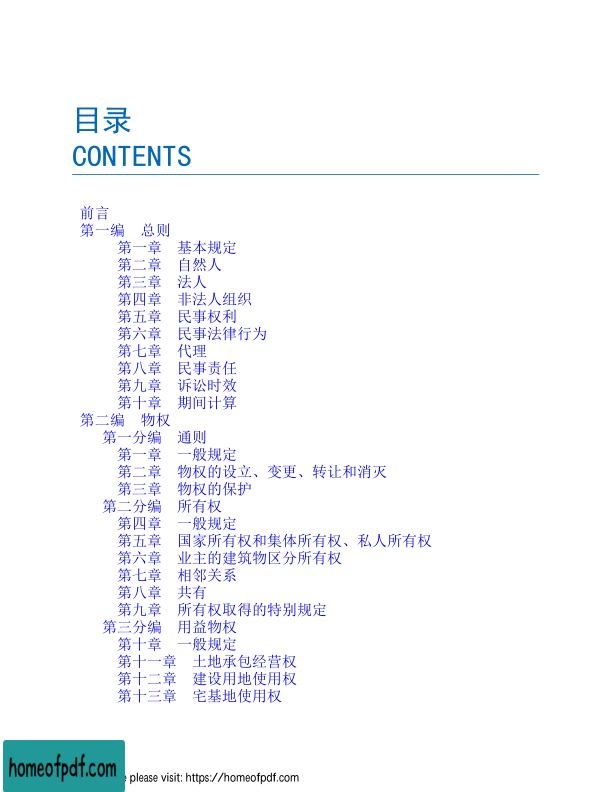 目录
CONTENTS
前言
第一编 总则
第一章 基本规定
第二章 自然人
第三章 法人
第四章 非法人组织
第五章 民事权利
第六章 民事法律行为
第七章 代理
第八章 民事责任
第九章 诉讼时效
第十章 期间计算
第二编 物权
第一分编 通则
第一章 一般规定
第二章 物权的设立、变更、转让和消灭
第三章 物权的保护
第二分编 所有权
第四章 一般规定
第五章 国家所有权和集体所有权、私人所有权
第六章 业主的建筑物区分所有权
第七章 相邻关系
第八章 共有
第九章 所有权取得的特别规定
第三分编 用益物权
第十章 一般规定
第十一章 土地承包经营权
第十二章 建设用地使用权
第十三章 宅基地使用权
homeofpdf.com
please visit: https://homeofpdf.com